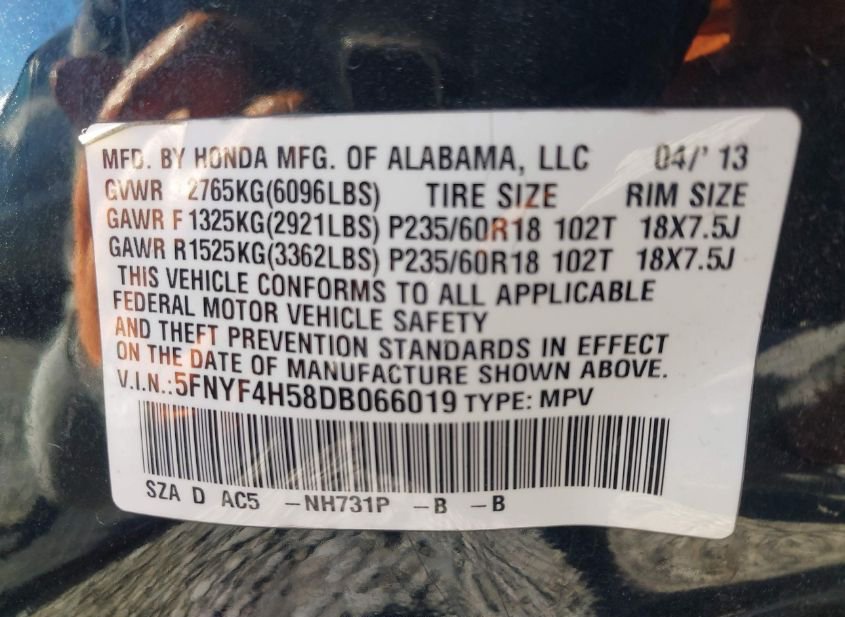 MFD. BY HONDA MFG. OF ALABAMA, LLC 04/' 13
GVWR 2765KG(6096LBS) TIRE SIZE RIM SIZE
GAWR F 1325KG(2921LBS) P235/60R18 102T 18X7.5J
GAWR R1525KG(3362LBS) P235/60R18 102T 18X7.5J
THIS VEHICLE CONFORMS TO ALL APPLICABLE
FEDERAL MOTOR VEHICLE SAFETY
AND THEFT PREVENTION STANDARDS IN EFFECT
ON THE DATE OF MANUFACTURE SHOWN ABOVE.
V.I.N.:5FNYF4H58DB066019 TYPE: MPV
SZA D AC5 -NH731P -B -B